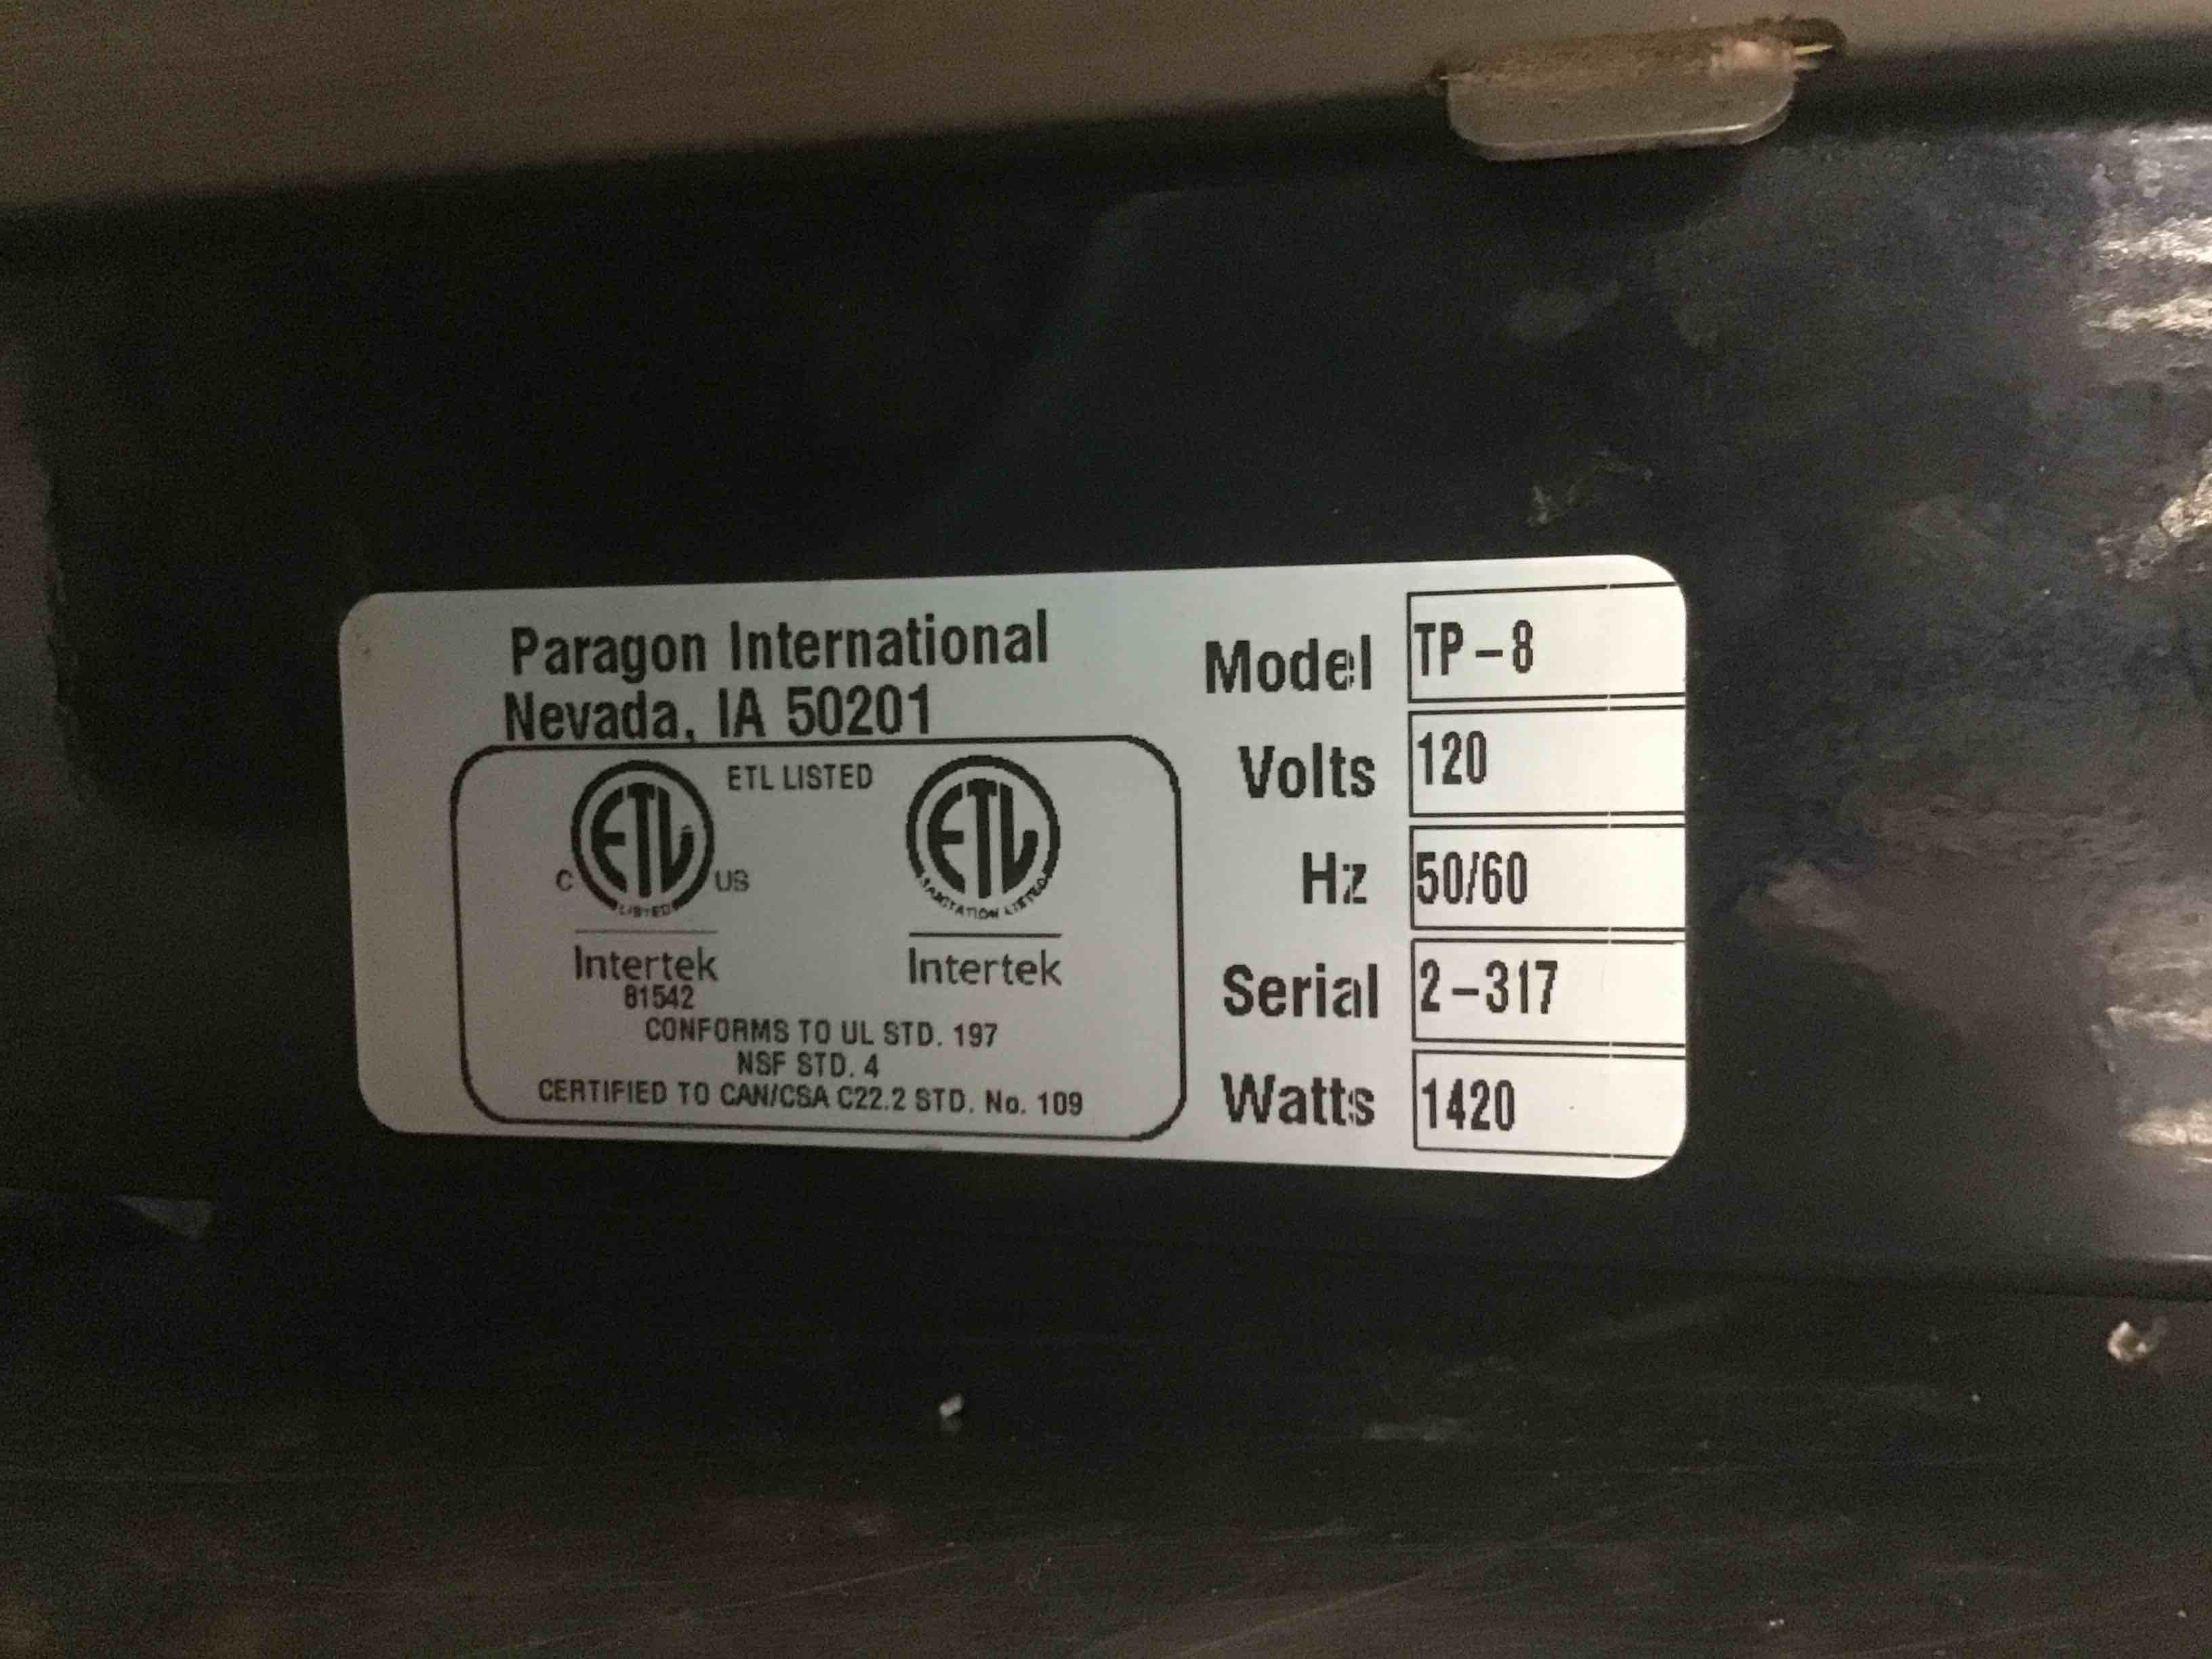 Paragon International
Nevada, IA 50201
ETL LISTED
ETL
C US
LISTED
Intertek
81542
ETL
SANITATION LISTED
Intertek
CONFORMS TO UL STD. 197
NSF STD. 4
CERTIFIED TO CAN/CSA C22.2 STD. No. 109
Model TP-8
Volts 120
Hz 50/60
Serial 2-317
Watts 1420